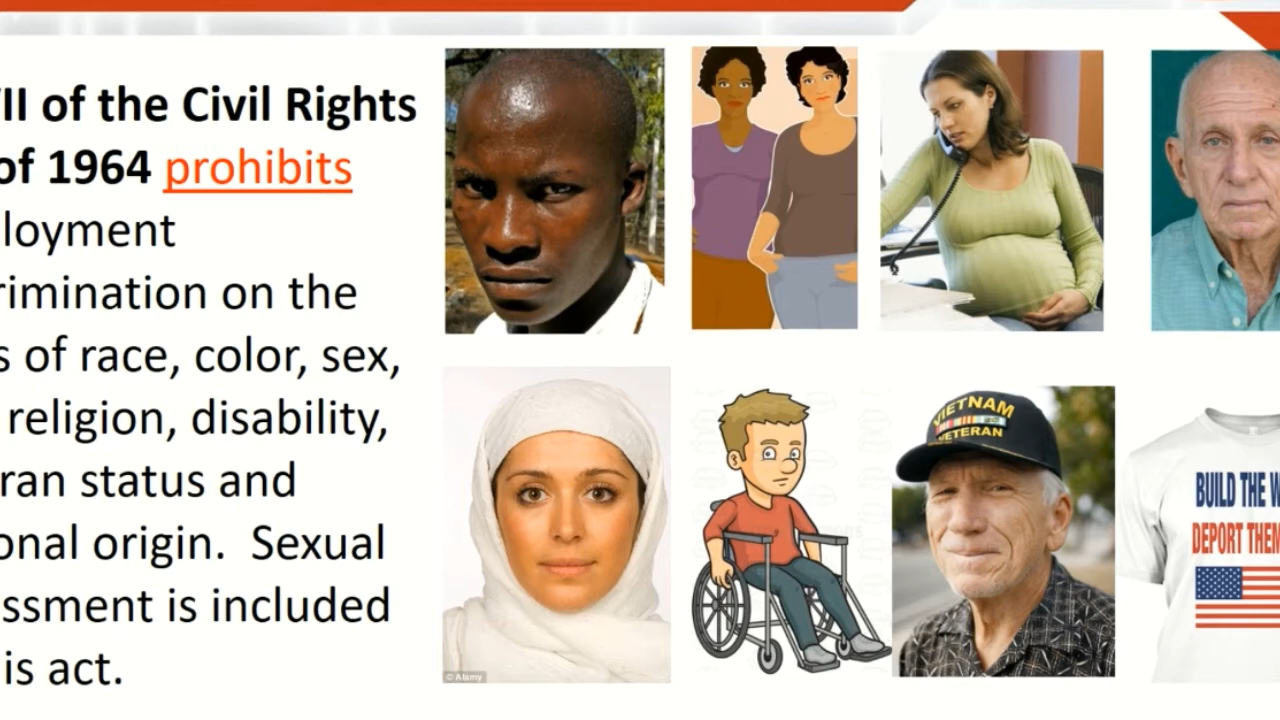 VII of the Civil Rights
of 1964 prohibits
loyment
rimination on the
s of race, color, sex,
religion, disability,
ran status and
onal origin.  Sexual
ssment is included
is act.
VIETNAM
VETERAN
BUILD THE W
DEPORT THEM
© Alamy